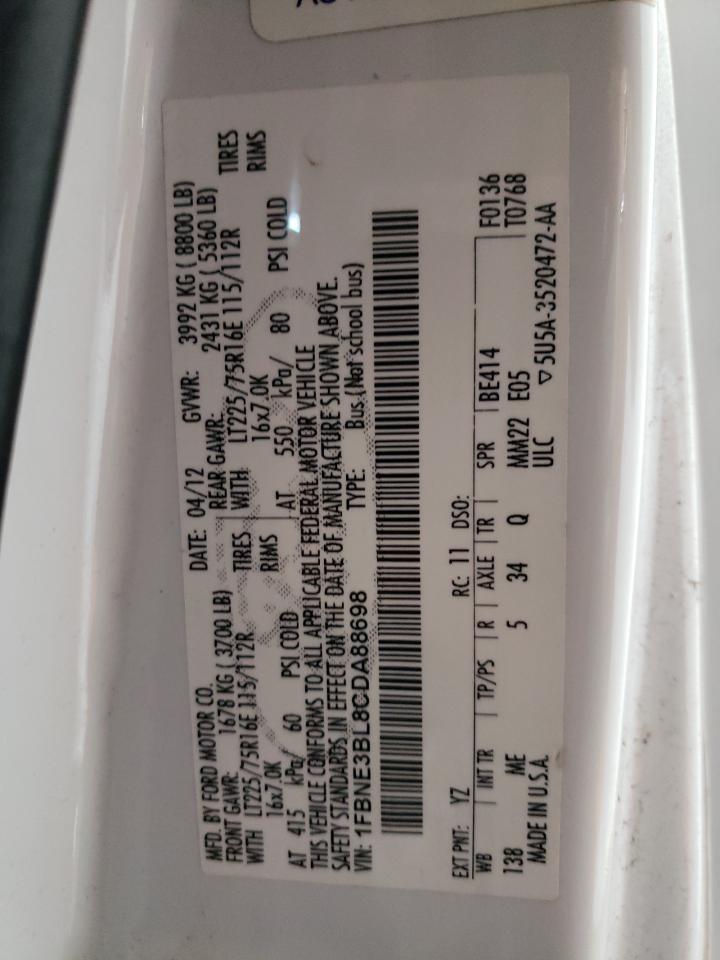 MFD. BY FORD MOTOR CO. DATE: 04/12 GVWR: 3992 KG ( 8800 LB)
FRONT GAWR: 1678 KG ( 3700 LB) REAR GAWR: 2431 KG ( 5360 LB)
WITH LT225/75R16E 115/112R TIRES WITH LT225/75R16E 115/112R TIRES
16x7.0K RIMS 16x7.0K RIMS
AT 415 kPa/ 60 PSI COLD AT 550 kPa/ 80 PSI COLD
THIS VEHICLE CONFORMS TO ALL APPLICABLE FEDERAL MOTOR VEHICLE
SAFETY STANDARDS IN EFFECT ON THE DATE OF MANUFACTURE SHOWN ABOVE.
VIN: 1FBNE3BL8CDA88698 TYPE: Bus (Not school bus)
EXT PNT: YZ RC: 11 DSO: F0136
WB INT TR TP/PS R AXLE TR SPR BE414 T0768
138 ME 5 34 Q MM22 E05
MADE IN U.S.A. ULC ▽5U5A-3520472-AA